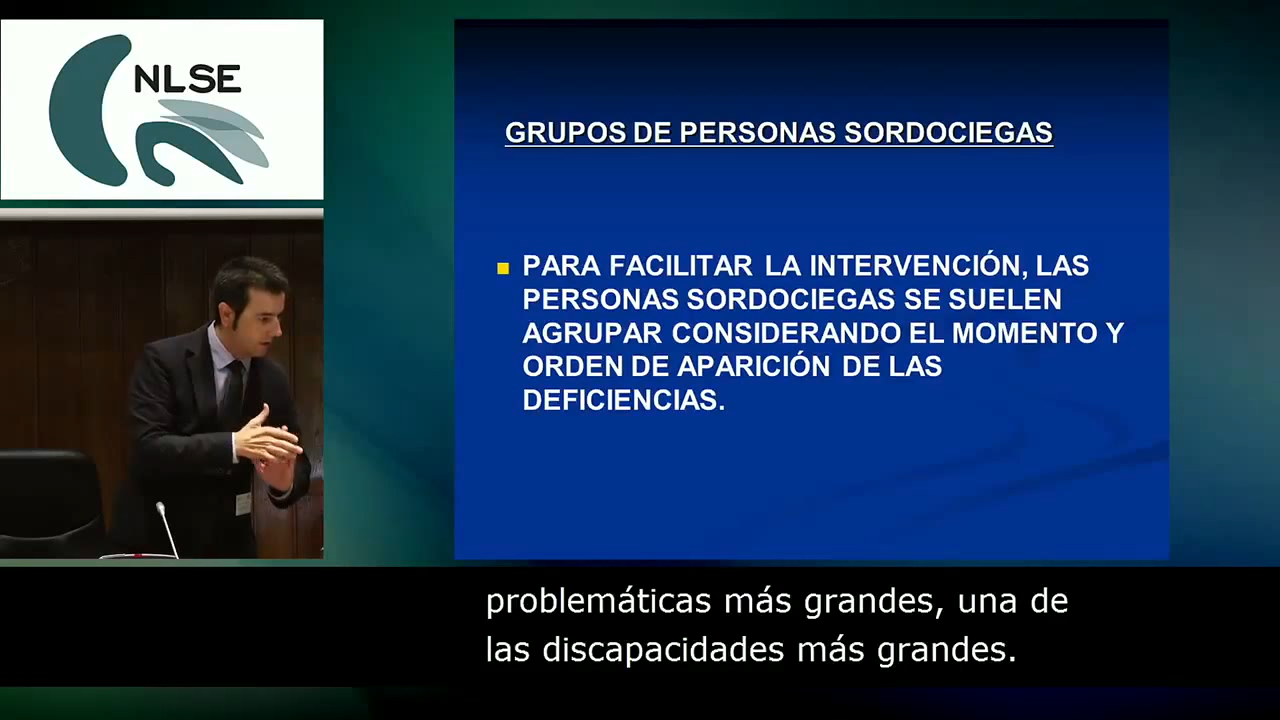 NLSE
GRUPOS DE PERSONAS SORDOCIEGAS
PARA FACILITAR LA INTERVENCIÓN, LAS
PERSONAS SORDOCIEGAS SE SUELEN
AGRUPAR CONSIDERANDO EL MOMENTO Y
ORDEN DE APARICIÓN DE LAS
DEFICIENCIAS.
problemáticas más grandes, una de
las discapacidades más grandes.